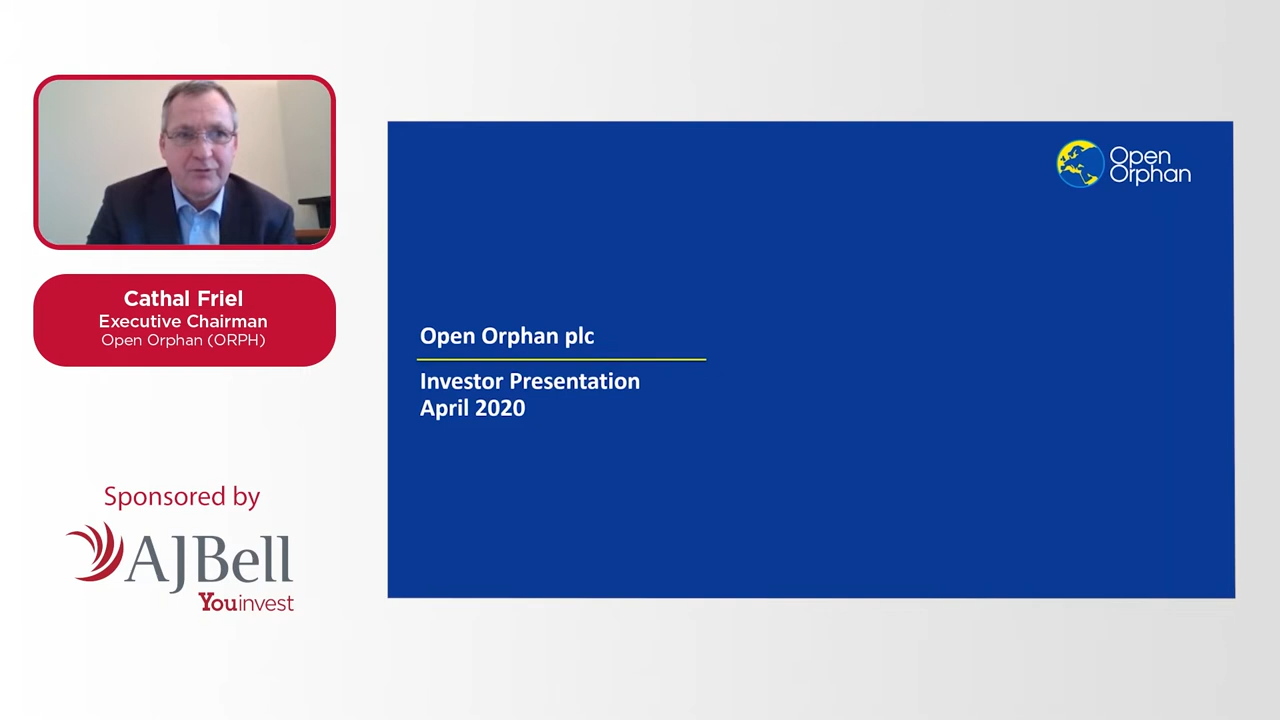 Cathal Friel
Executive Chairman
Open Orphan (ORPH)
Sponsored by
AJBell
Youinvest
Open
Orphan
Open Orphan plc
Investor Presentation
April 2020